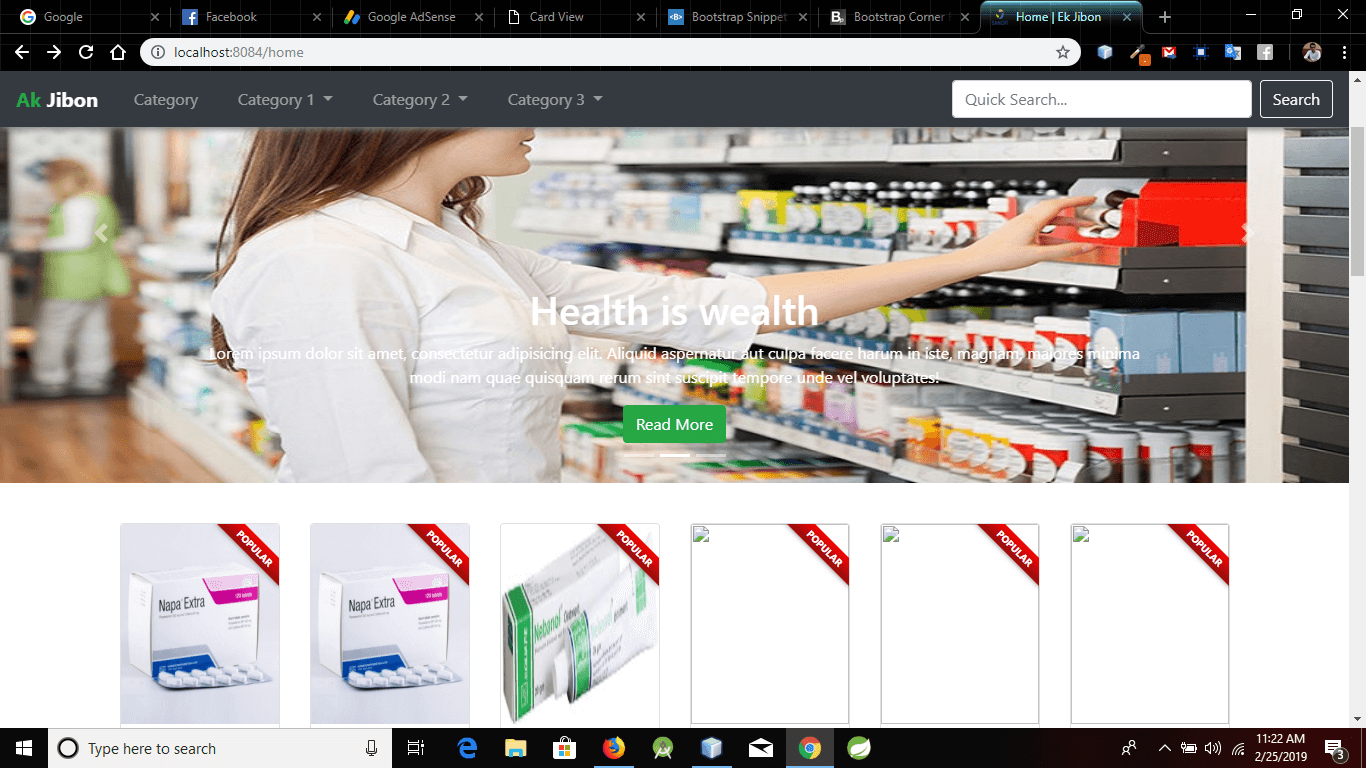 Google
Facebook
Google AdSense
Card View
Bootstrap Snippet
Bootstrap Corner
Home | Ek Jibon
localhost:8084/home
Ak Jibon
Category
Category 1
Category 2
Category 3
Quick Search...
Search
Health is wealth
Lorem ipsum dolor sit amet, consectetur adipisicing elit. Aliquid aspernatur aut culpa facere harum in iste, magnam, maiores minima
modi nam quae quisquam rerum sint suscipit tempore unde vel voluptates!
Read More
POPULAR
POPULAR
POPULAR
POPULAR
POPULAR
POPULAR
Napa Extra
Napa Extra
Nebanol Ointment
Type here to search
11:22 AM
2/25/2019
3